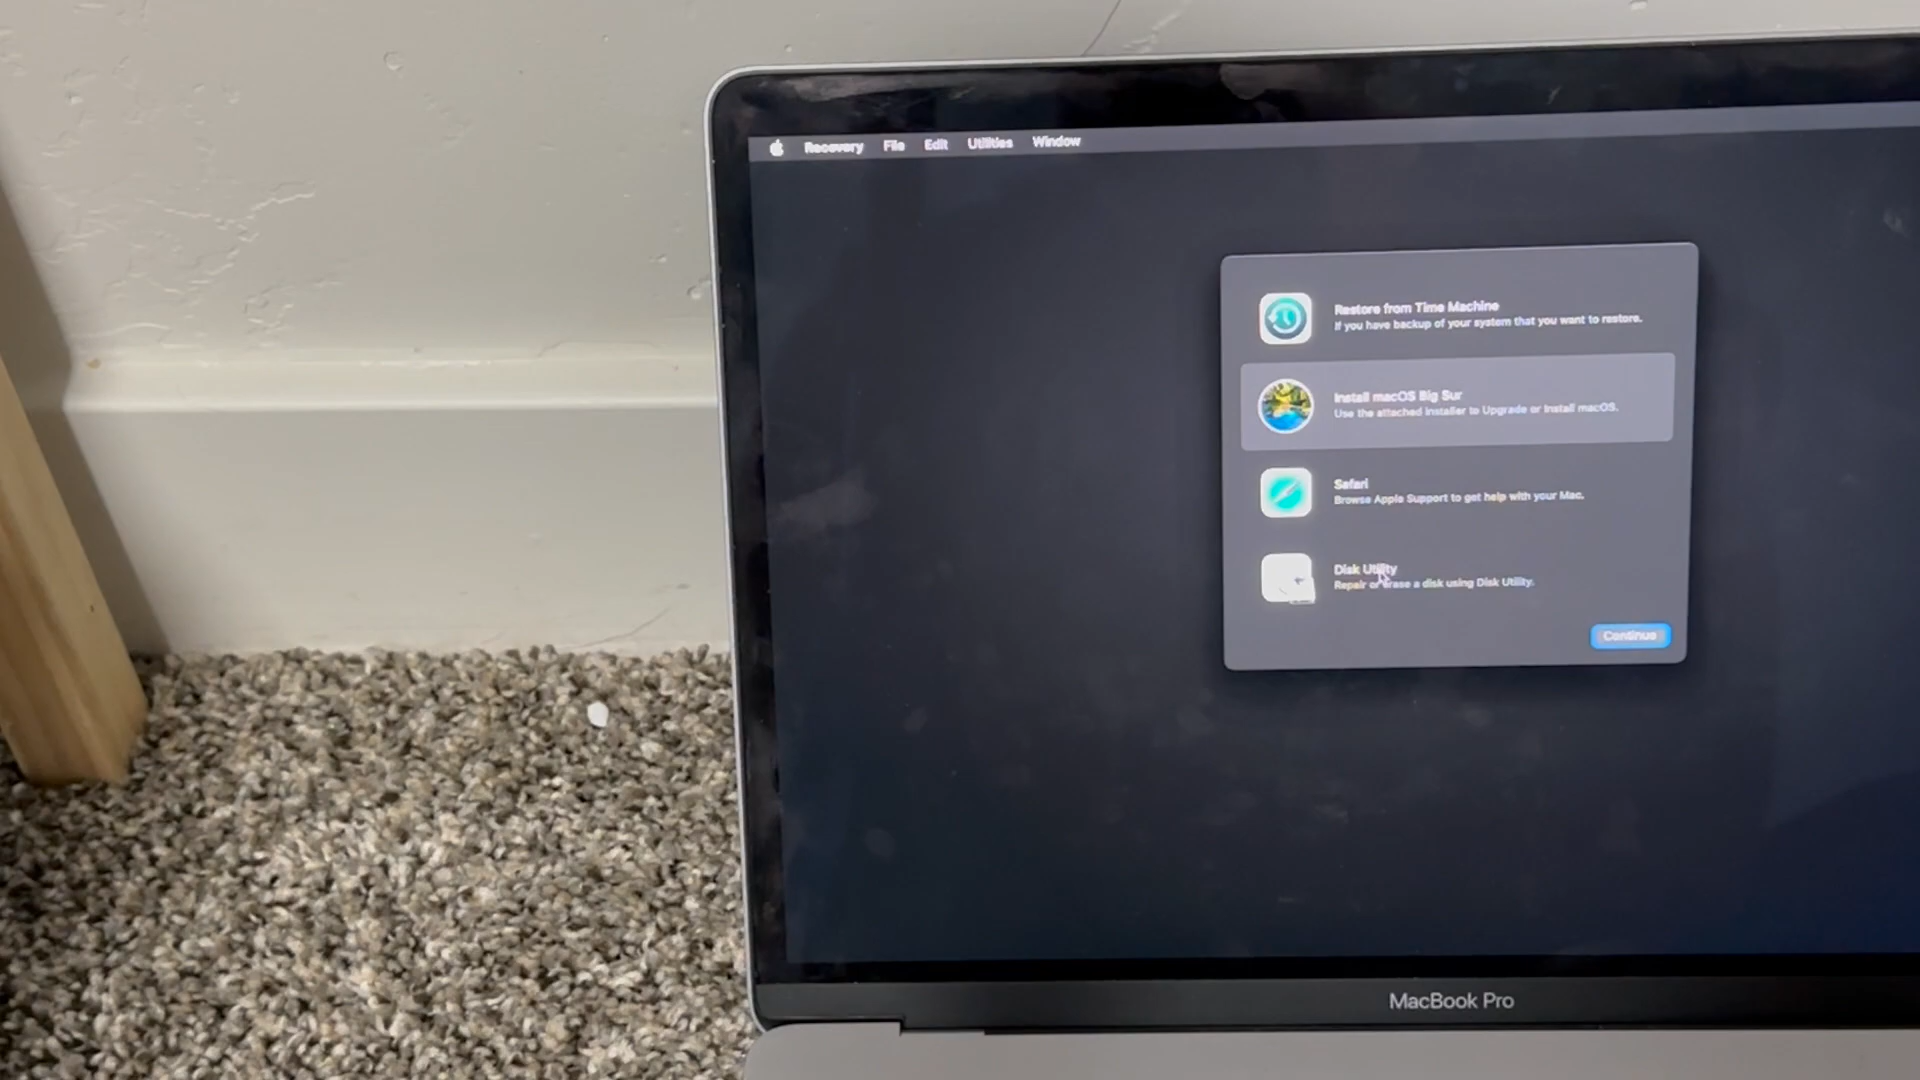 Recovery File Edit Utilities Window
Restore from Time Machine
If you have backup of your system that you want to restore.
Install macOS Big Sur
Use the attached installer to Upgrade or Install macOS.
Safari
Browse Apple Support to get help with your Mac.
Disk Utility
Repair or erase a disk using Disk Utility.
Continue
MacBook Pro